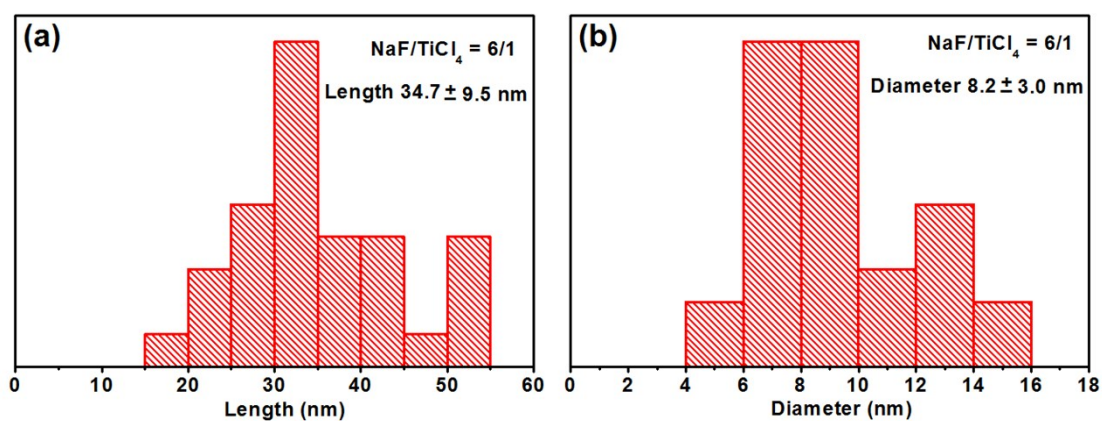 (a)
NaF/TiCl₄ = 6/1
Length 34.7 ± 9.5 nm
0 10 20 30 40 50 60
Length (nm)
(b)
NaF/TiCl₄ = 6/1
Diameter 8.2 ± 3.0 nm
0 2 4 6 8 10 12 14 16 18
Diameter (nm)